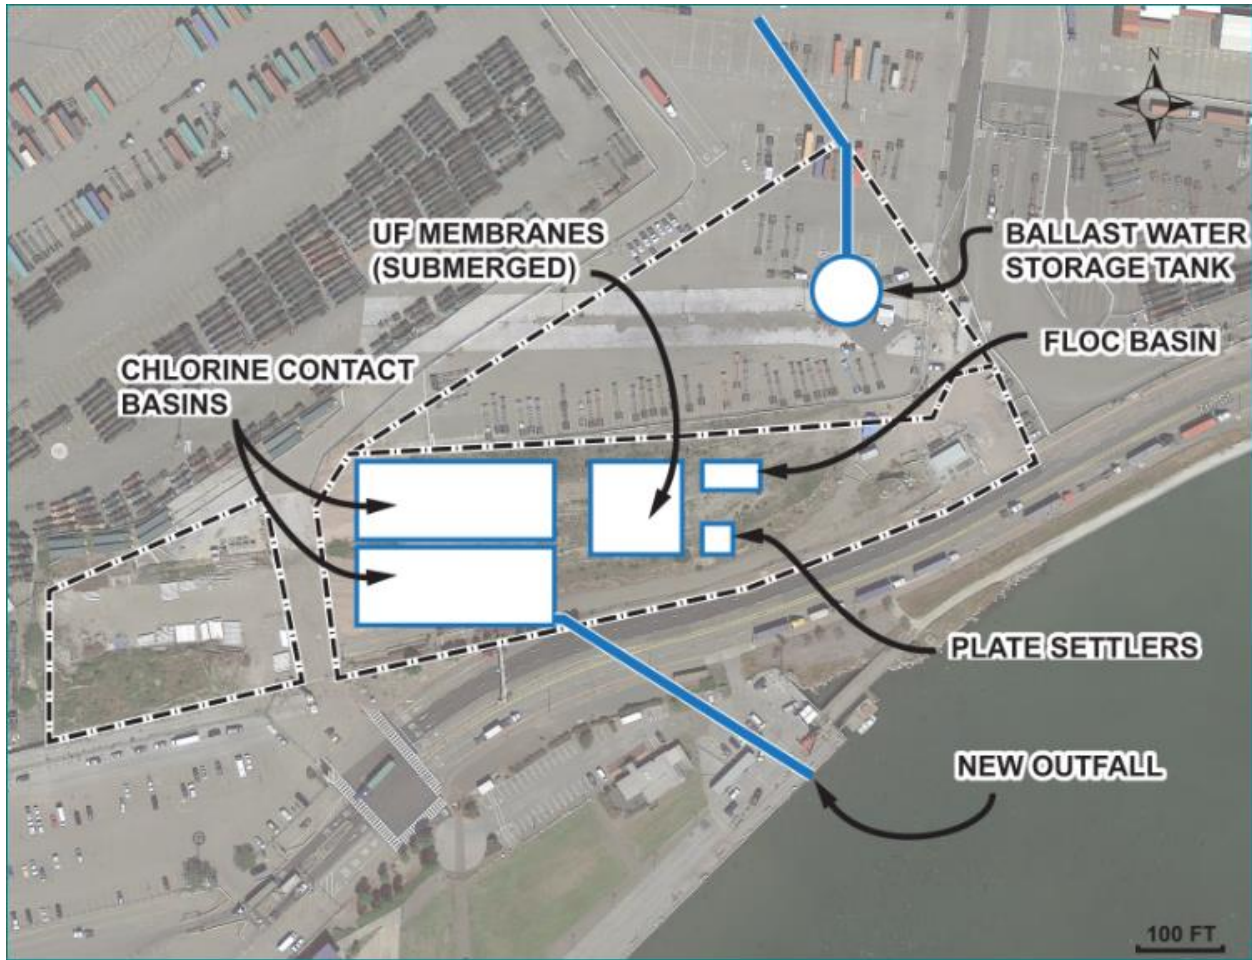 N
UF MEMBRANES
(SUBMERGED)
BALLAST WATER
STORAGE TANK
FLOC BASIN
CHLORINE CONTACT
BASINS
PLATE SETTLERS
NEW OUTFALL
100 FT